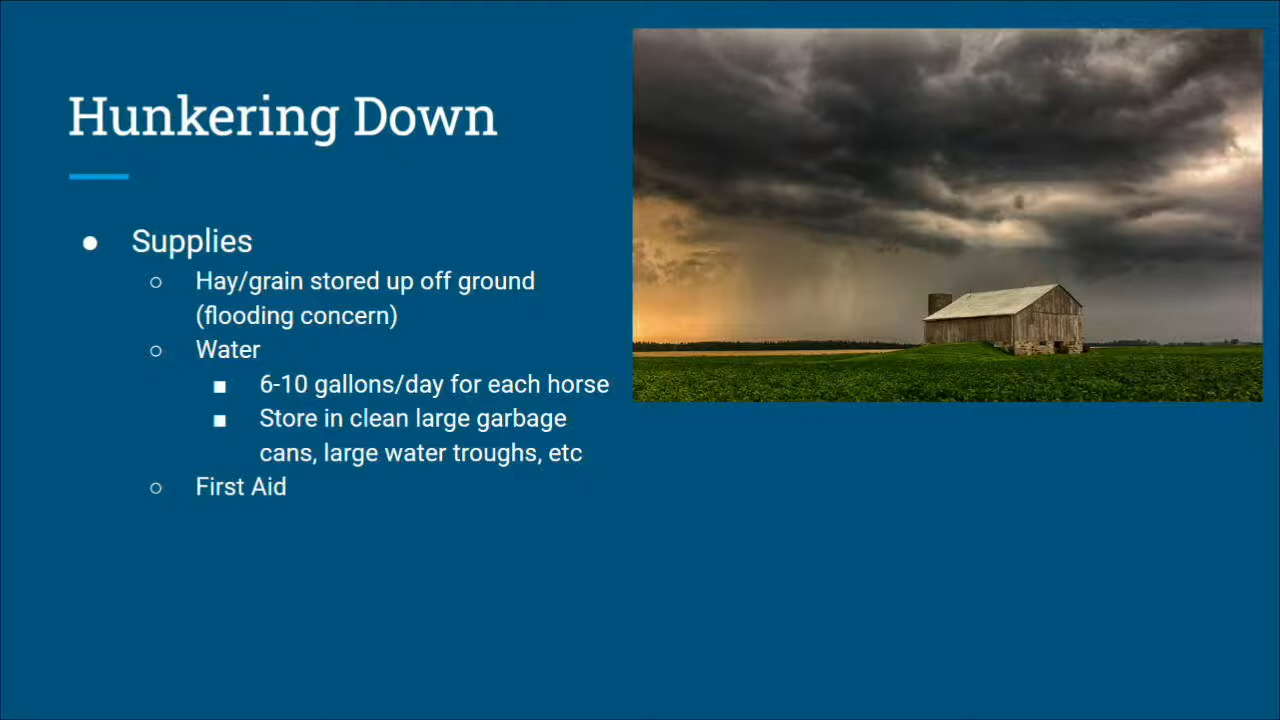 Hunkering Down
● Supplies
○ Hay/grain stored up off ground
(flooding concern)
○ Water
■ 6-10 gallons/day for each horse
■ Store in clean large garbage
cans, large water troughs, etc
○ First Aid